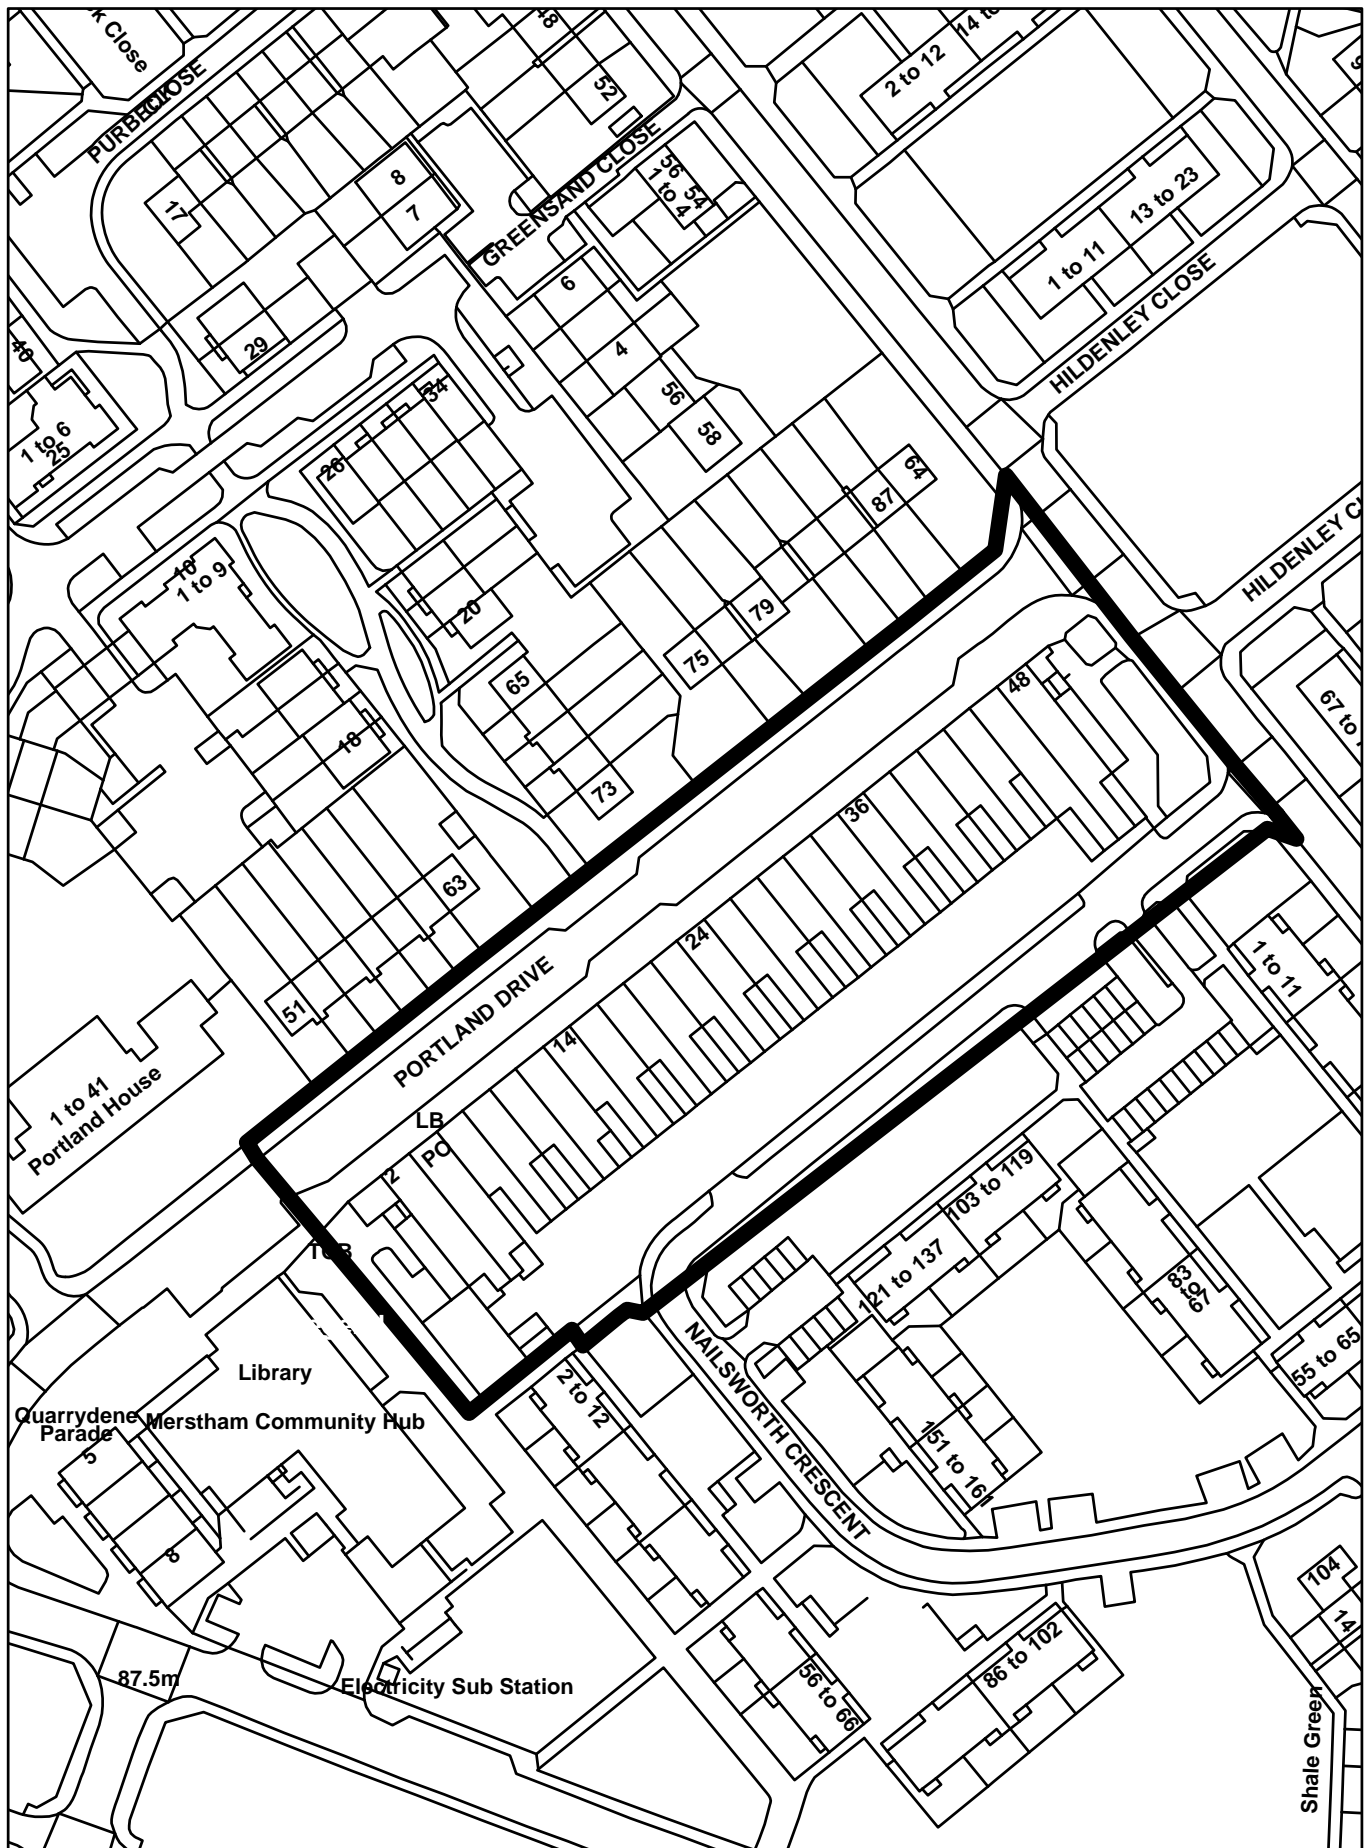 k Close
PURBECK CLOSE
48
52
14 to
2 to 12
17
8
7
GREENSAND CLOSE
56
54
1 to 4
13 to 23
1 to 11
HILDENLEY CLOSE
6
4
40
29
34
56
58
1 to 6
25
26
64
87
HILDENLEY C
10
1 to 9
20
79
75
65
48
67 to
18
73
36
63
24
51
1 to 11
PORTLAND DRIVE
14
1 to 41
Portland House
LB
PO
2
103 to 119
TCB
121 to 137
83 to
67
55 to 65
NAILSWORTH CRESCENT
Library
2 to 12
Quarrydene
Parade
Merstham Community Hub
5
151 to 161
8
104
14
87.5m
Electricity Sub Station
56 to 66
86 to 102
Shale Green